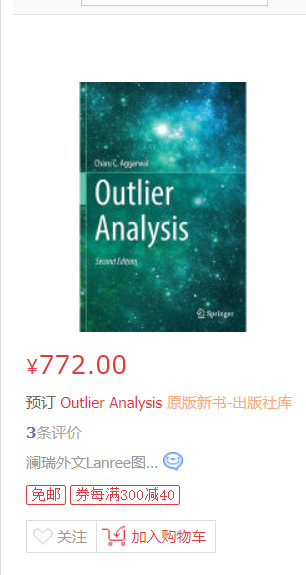 Charu C. Aggarwal
Outlier
Analysis
Second Edition
Springer
¥772.00
预订 Outlier Analysis 原版新书-出版社库
3条评价
澜瑞外文Lanree图...
免邮 券每满300减40
关注 加入购物车